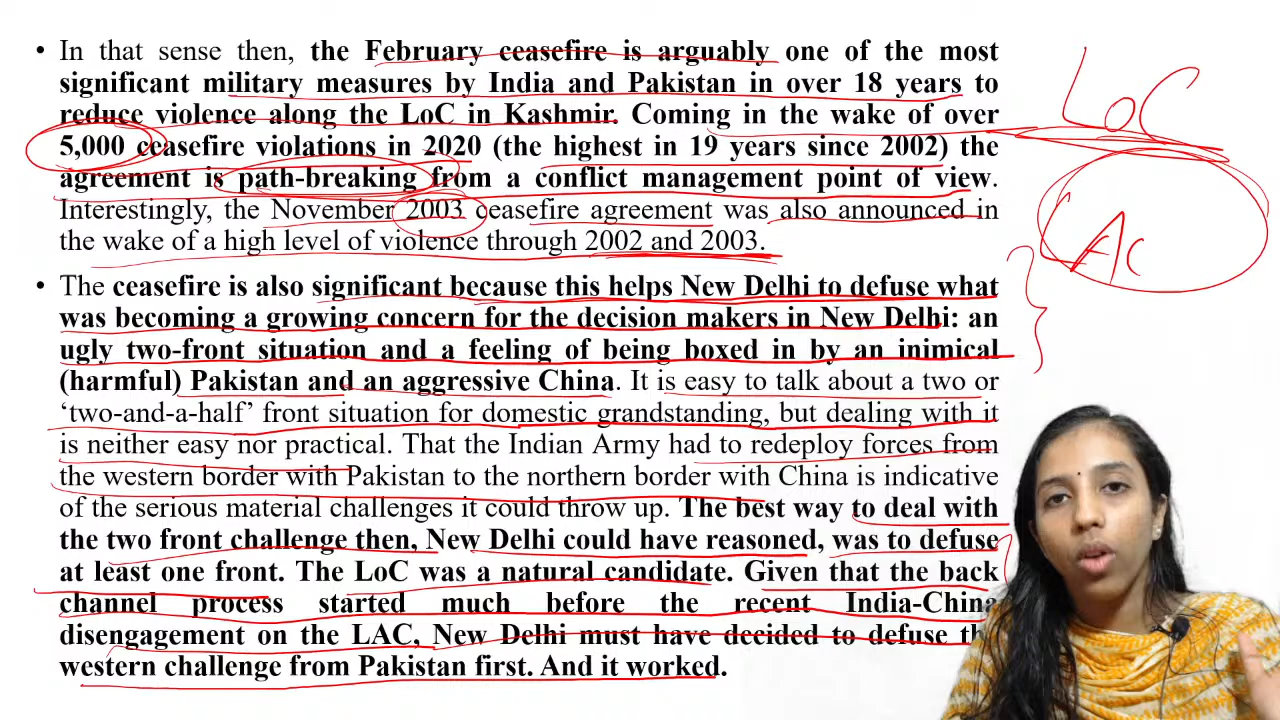 • In that sense then, the February ceasefire is arguably one of the most
significant military measures by India and Pakistan in over 18 years to
reduce violence along the LoC in Kashmir. Coming in the wake of over
5,000 ceasefire violations in 2020 (the highest in 19 years since 2002) the
agreement is path-breaking from a conflict management point of view.
Interestingly, the November 2003 ceasefire agreement was also announced in
the wake of a high level of violence through 2002 and 2003.
• The ceasefire is also significant because this helps New Delhi to defuse what
was becoming a growing concern for the decision makers in New Delhi: an
ugly two-front situation and a feeling of being boxed in by an inimical
(harmful) Pakistan and an aggressive China. It is easy to talk about a two or
‘two-and-a-half’ front situation for domestic grandstanding, but dealing with it
is neither easy nor practical. That the Indian Army had to redeploy forces from
the western border with Pakistan to the northern border with China is indicative
of the serious material challenges it could throw up. The best way to deal with
the two front challenge then, New Delhi could have reasoned, was to defuse
at least one front. The LoC was a natural candidate. Given that the back
channel process started much before the recent India-China
disengagement on the LAC, New Delhi must have decided to defuse
western challenge from Pakistan first. And it worked.
LoC